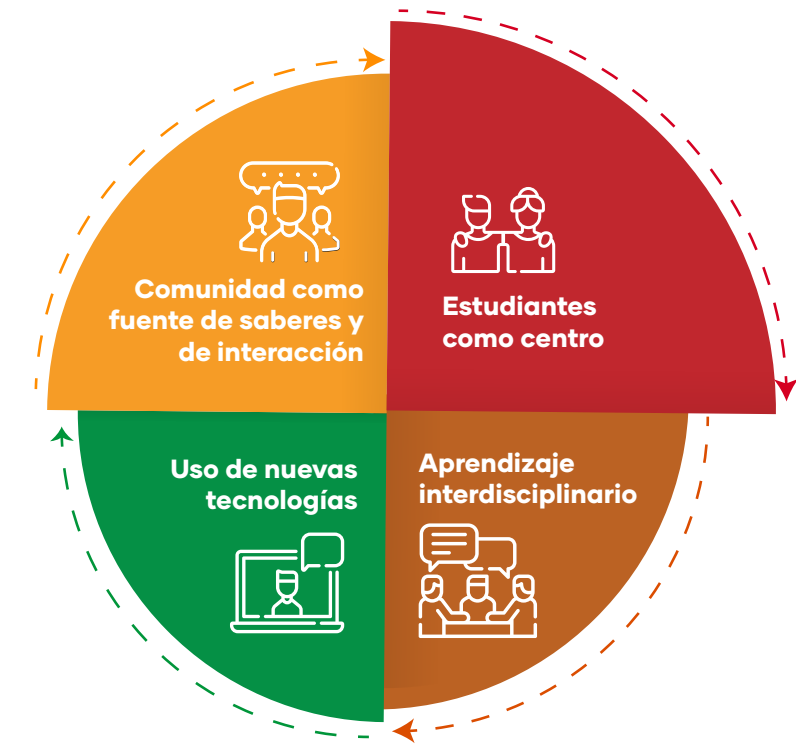 Comunidad como
fuente de saberes y
de interacción
Estudiantes
como centro
Uso de nuevas
tecnologías
Aprendizaje
interdisciplinario